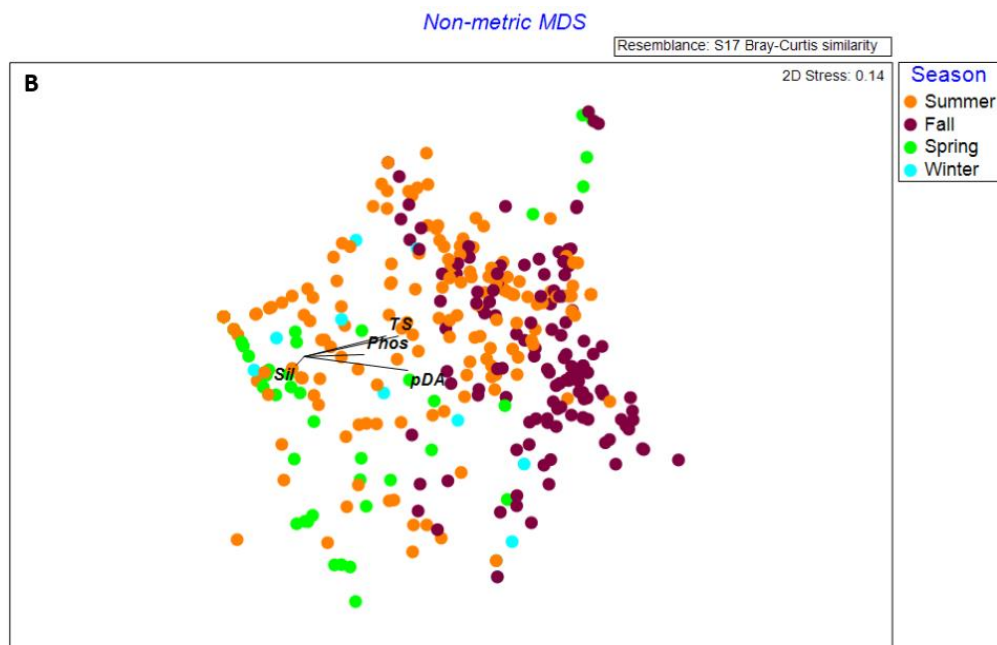 Non-metric MDS
Resemblance: S17 Bray-Curtis similarity
B
2D Stress: 0.14
Season
Summer
Fall
Spring
Winter
TS
Phos
Sil
pDA